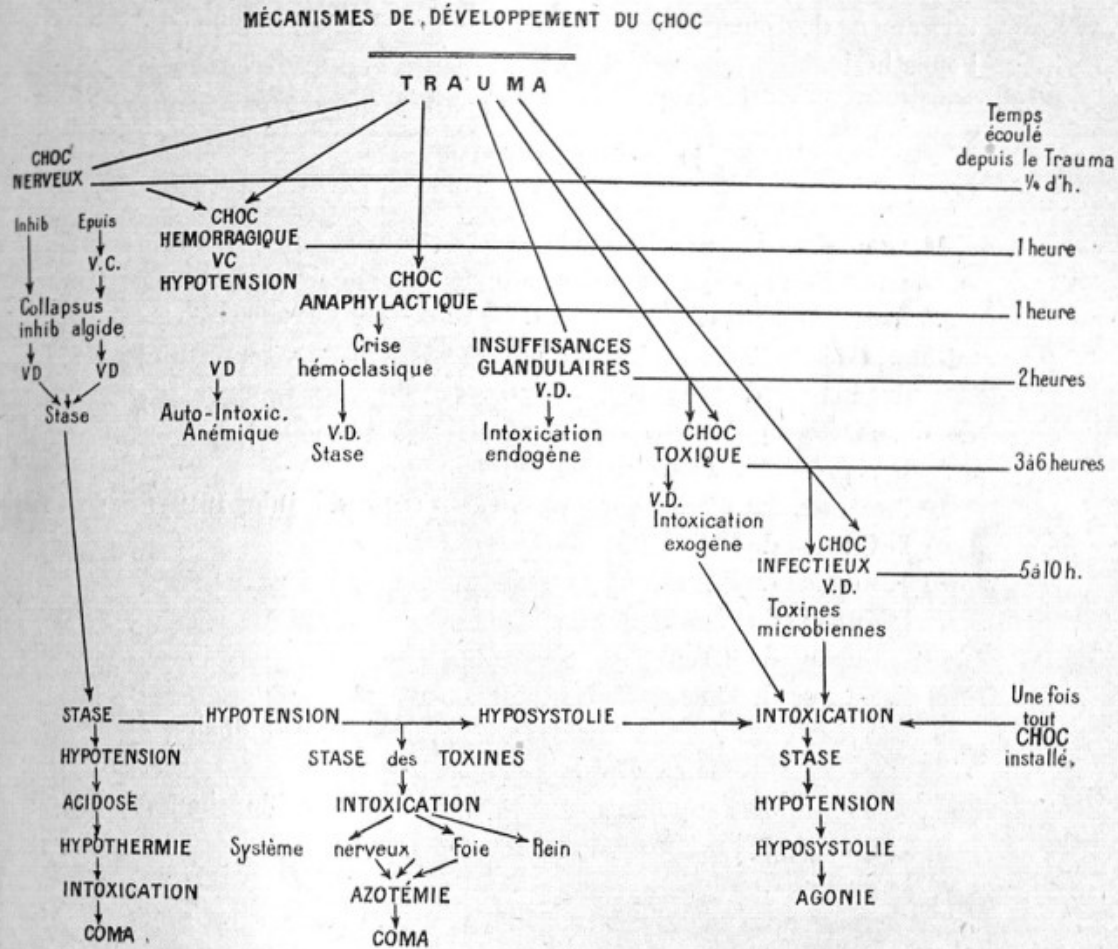 MÉCANISMES DE DÉVELOPPEMENT DU CHOC
TRAUMA
Temps
écoulé
depuis le Trauma
¼ d'h.
CHOC
NERVEUX
Inhib
Epuis
V.C.
Collapsus
inhib algide
VD
VD
Stase
CHOC
HEMORRAGIQUE
VC
HYPOTENSION
1 heure
VD
Auto-Intoxic.
Anémique
CHOC
ANAPHYLACTIQUE
1 heure
Crise
hémoclasique
V.D.
Stase
INSUFFISANCES
GLANDULAIRES
V.D.
2 heures
Intoxication
endogène
CHOC
TOXIQUE
3 à 6 heures
V.D.
Intoxication
exogène
CHOC
INFECTIEUX
V.D.
5 à 10 h.
Toxines
microbiennes
STASE
HYPOTENSION
HYPOSYSTOLIE
INTOXICATION
Une fois
tout
CHOC
installé,
HYPOTENSION
ACIDOSE
HYPOTHERMIE
INTOXICATION
COMA
STASE des TOXINES
INTOXICATION
Système nerveux Foie Rein
AZOTÉMIE
COMA
STASE
HYPOTENSION
HYPOSYSTOLIE
AGONIE